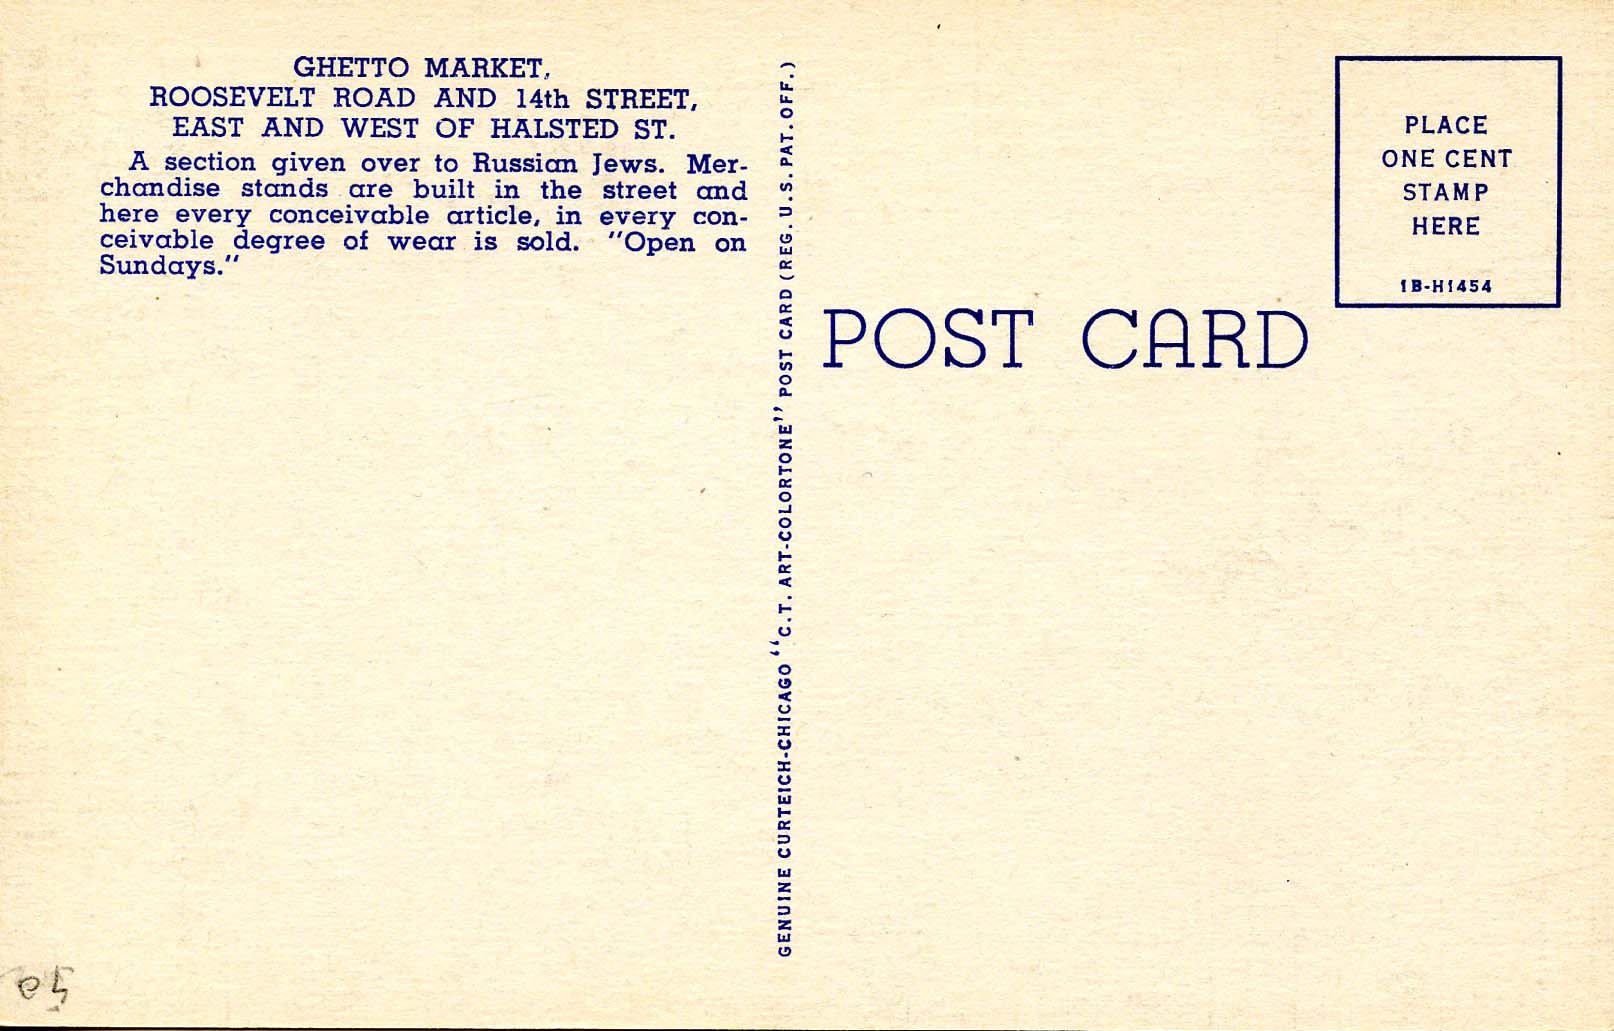 GHETTO MARKET,
ROOSEVELT ROAD AND 14th STREET,
EAST AND WEST OF HALSTED ST.
A section given over to Russian Jews. Mer-
chandise stands are built in the street and
here every conceivable article, in every con-
ceivable degree of wear is sold. "Open on
Sundays."
GENUINE CURTEICH-CHICAGO "C.T. ART-COLORTONE" POST CARD (REG. U.S. PAT. OFF.)
POST CARD
PLACE
ONE CENT
STAMP
HERE
1B-H1454